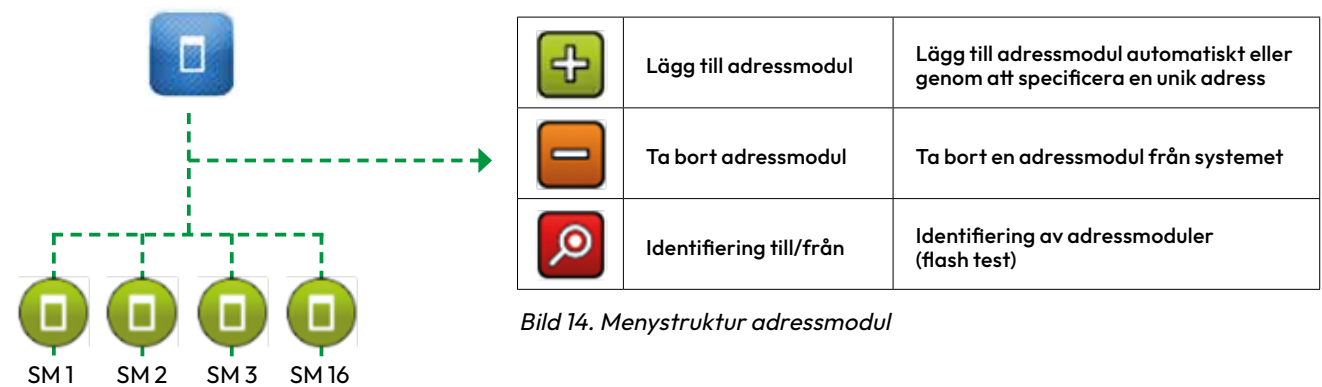 Lägg till adressmodul
Lägg till adressmodul automatiskt eller
genom att specificera en unik adress
Ta bort adressmodul
Ta bort en adressmodul från systemet
Identifiering till/från
Identifiering av adressmoduler
(flash test)
Bild 14. Menystruktur adressmodul
SM 1
SM 2
SM 3
SM 16